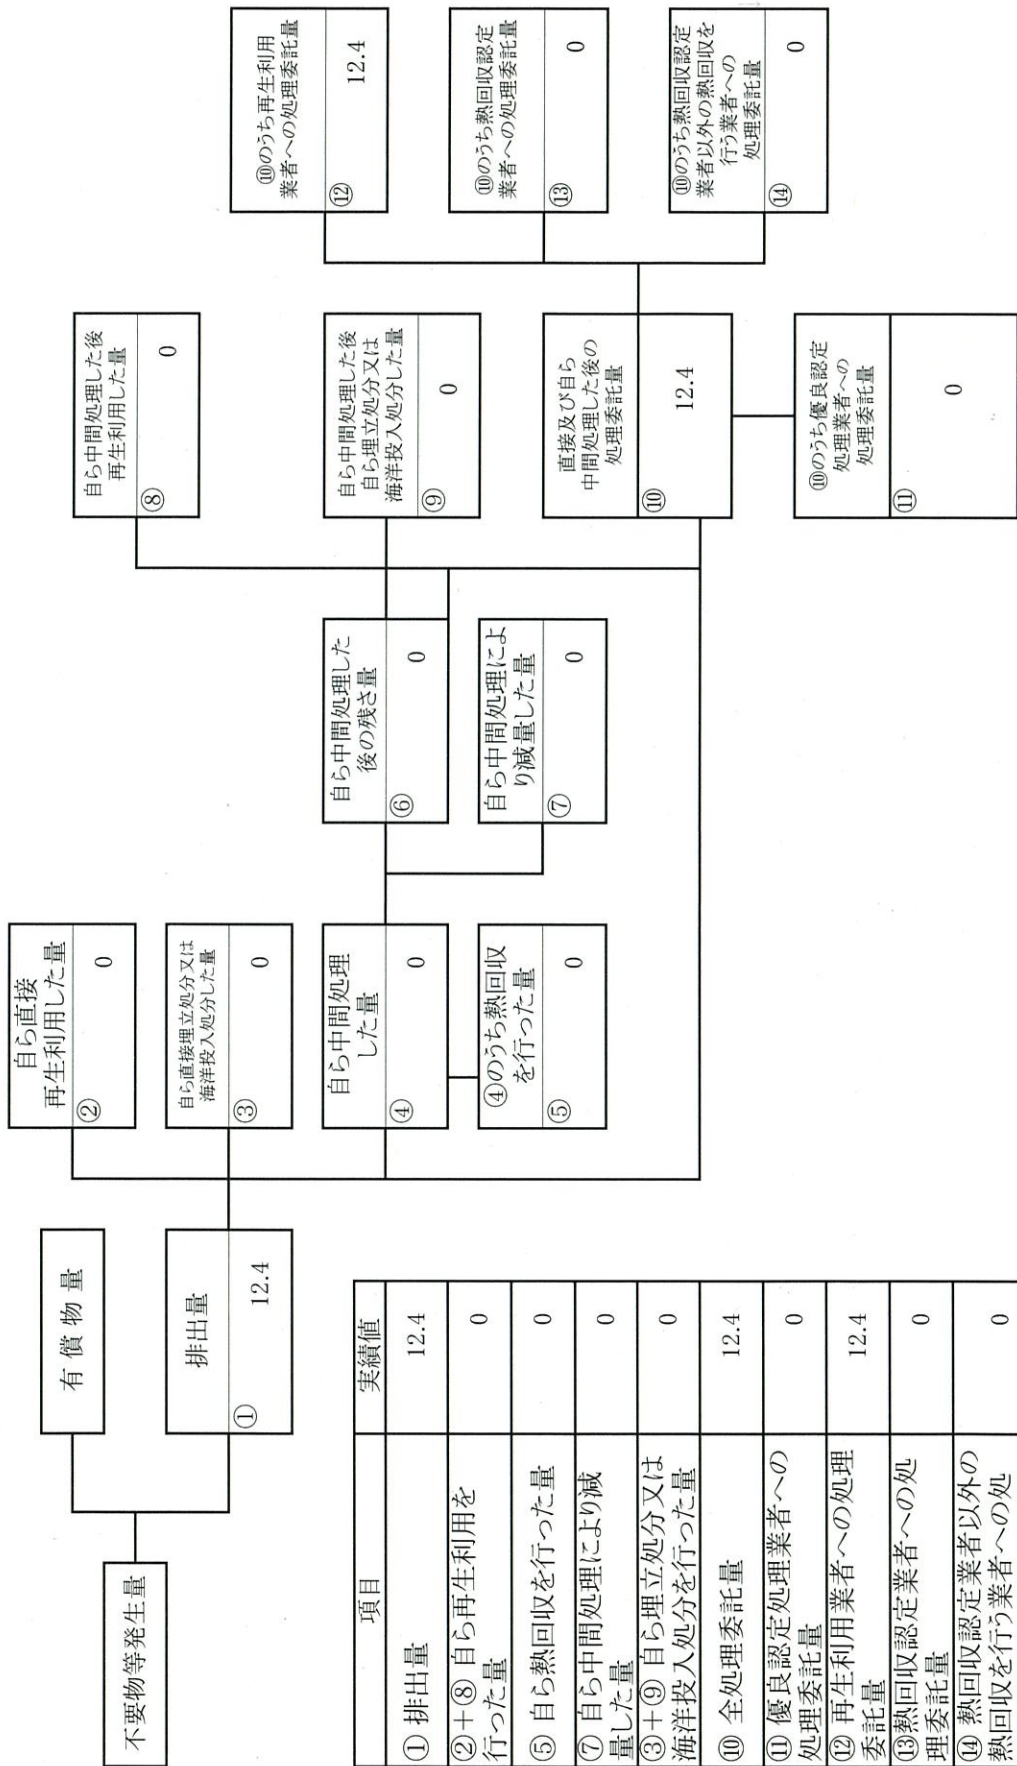 不要物等発生量
有償物量
排出量
① 12.4
自ら直接
再生利用した量
② 0
自ら直接埋立処分又は
海洋投入処分した量
③ 0
自ら中間処理
した量
④ 0
④のうち熱回収
を行った量
⑤ 0
自ら中間処理した
後の残さ量
⑥ 0
自ら中間処理によ
り減量した量
⑦ 0
自ら中間処理した後
再生利用した量
⑧ 0
自ら中間処理した後
自ら埋立処分又は
海洋投入処分した量
⑨ 0
直接及び自ら
中間処理した後の
処理委託量
⑩ 12.4
⑩のうち優良認定
処理業者への
処理委託量
⑪ 0
⑩のうち再生利用
業者への処理委託量
⑫ 12.4
⑩のうち熱回収認定
業者への処理委託量
⑬ 0
⑩のうち熱回収認定
業者以外の熱回収を
行う業者への
処理委託量
⑭ 0
項目 実績値
① 排出量 12.4
②+⑧ 自ら再生利用を
行った量 0
⑤ 自ら熱回収を行った量 0
⑦ 自ら中間処理により減
量した量 0
③+⑨ 自ら埋立処分又は
海洋投入処分を行った量 0
⑩ 全処理委託量 12.4
⑪ 優良認定処理業者への
処理委託量 0
⑫ 再生利用業者への処理
委託量 12.4
⑬熱回収認定業者への処
理委託量 0
⑭ 熱回収認定業者以外の
熱回収を行う業者への処 0